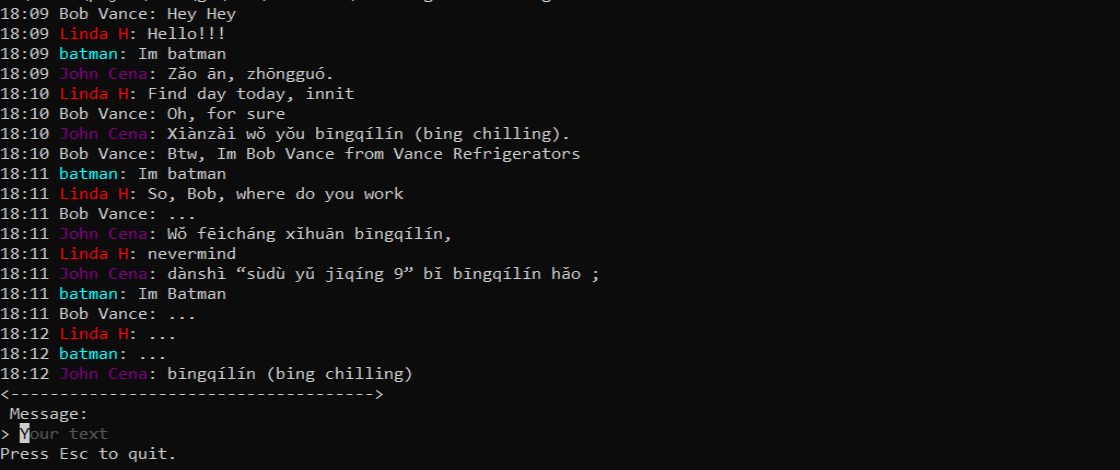 18:09 Bob Vance: Hey Hey
18:09 Linda H: Hello!!!
18:09 batman: Im batman
18:09 John Cena: Zǎo ān, zhōngguó.
18:10 Linda H: Find day today, innit
18:10 Bob Vance: Oh, for sure
18:10 John Cena: Xiànzài wǒ yǒu bīngqílín (bing chilling).
18:10 Bob Vance: Btw, Im Bob Vance from Vance Refrigerators
18:11 batman: Im batman
18:11 Linda H: So, Bob, where do you work
18:11 Bob Vance: ...
18:11 John Cena: Wǒ fēicháng xǐhuān bīngqílín,
18:11 Linda H: nevermind
18:11 John Cena: dànshì “sùdù yǔ jīqíng 9” bǐ bīngqílín hǎo ;
18:11 batman: Im Batman
18:11 Bob Vance: ...
18:12 Linda H: ...
18:12 batman: ...
18:12 John Cena: bīngqílín (bing chilling)
<------------------------------------->
Message:
> Your text
Press Esc to quit.